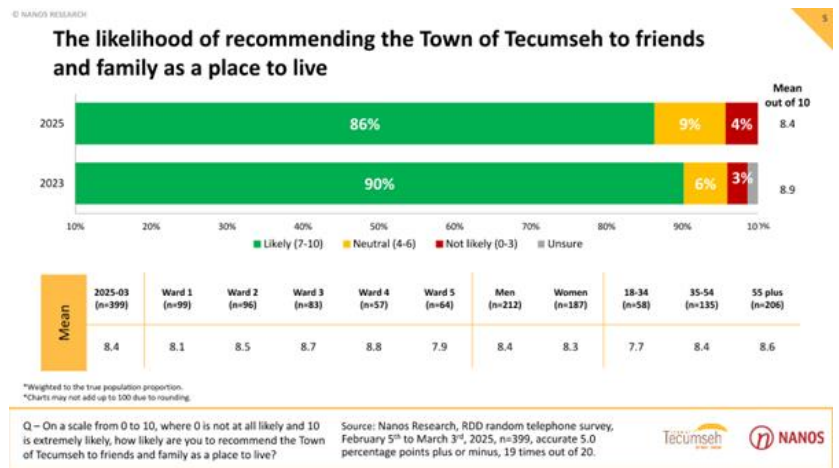 © NANOS RESEARCH
5
The likelihood of recommending the Town of Tecumseh to friends
and family as a place to live
Mean
out of 10
2025 86% 9% 4% 8.4
2023 90% 6% 3% 8.9
10% 20% 30% 40% 50% 60% 70% 80% 90% 101%
Likely (7-10) Neutral (4-6) Not likely (0-3) Unsure
Mean
2025-03 Ward 1 Ward 2 Ward 3 Ward 4 Ward 5 Men Women 18-34 35-54 55 plus
(n=399) (n=99) (n=96) (n=83) (n=57) (n=64) (n=212) (n=187) (n=58) (n=135) (n=206)
8.4 8.1 8.5 8.7 8.8 7.9 8.4 8.3 7.7 8.4 8.6
*Weighted to the true population proportion.
*Charts may not add up to 100 due to rounding.
Q – On a scale from 0 to 10, where 0 is not at all likely and 10
is extremely likely, how likely are you to recommend the Town
of Tecumseh to friends and family as a place to live?
Source: Nanos Research, RDD random telephone survey,
February 5th to March 3rd, 2025, n=399, accurate 5.0
percentage points plus or minus, 19 times out of 20.
Tecumseh
NANOS